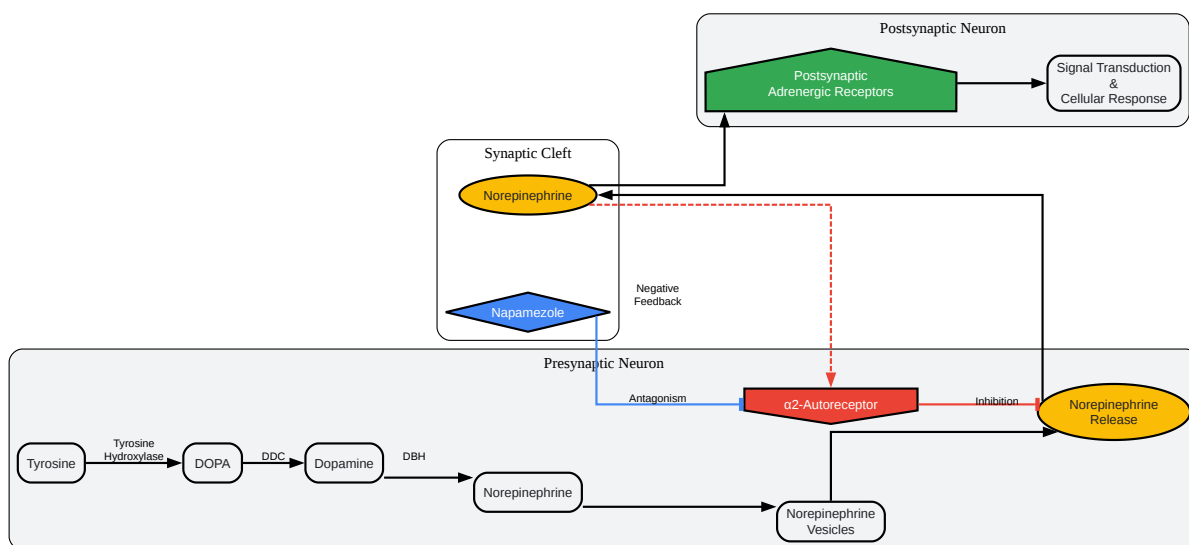 Postsynaptic Neuron
Postsynaptic
Adrenergic Receptors
Signal Transduction
&
Cellular Response
Synaptic Cleft
Norepinephrine
Negative
Feedback
Napamezole
Presynaptic Neuron
Antagonism
α2-Autoreceptor
Inhibition
Norepinephrine
Release
Tyrosine
Tyrosine
Hydroxylase
DOPA
DDC
Dopamine
DBH
Norepinephrine
Norepinephrine
Vesicles